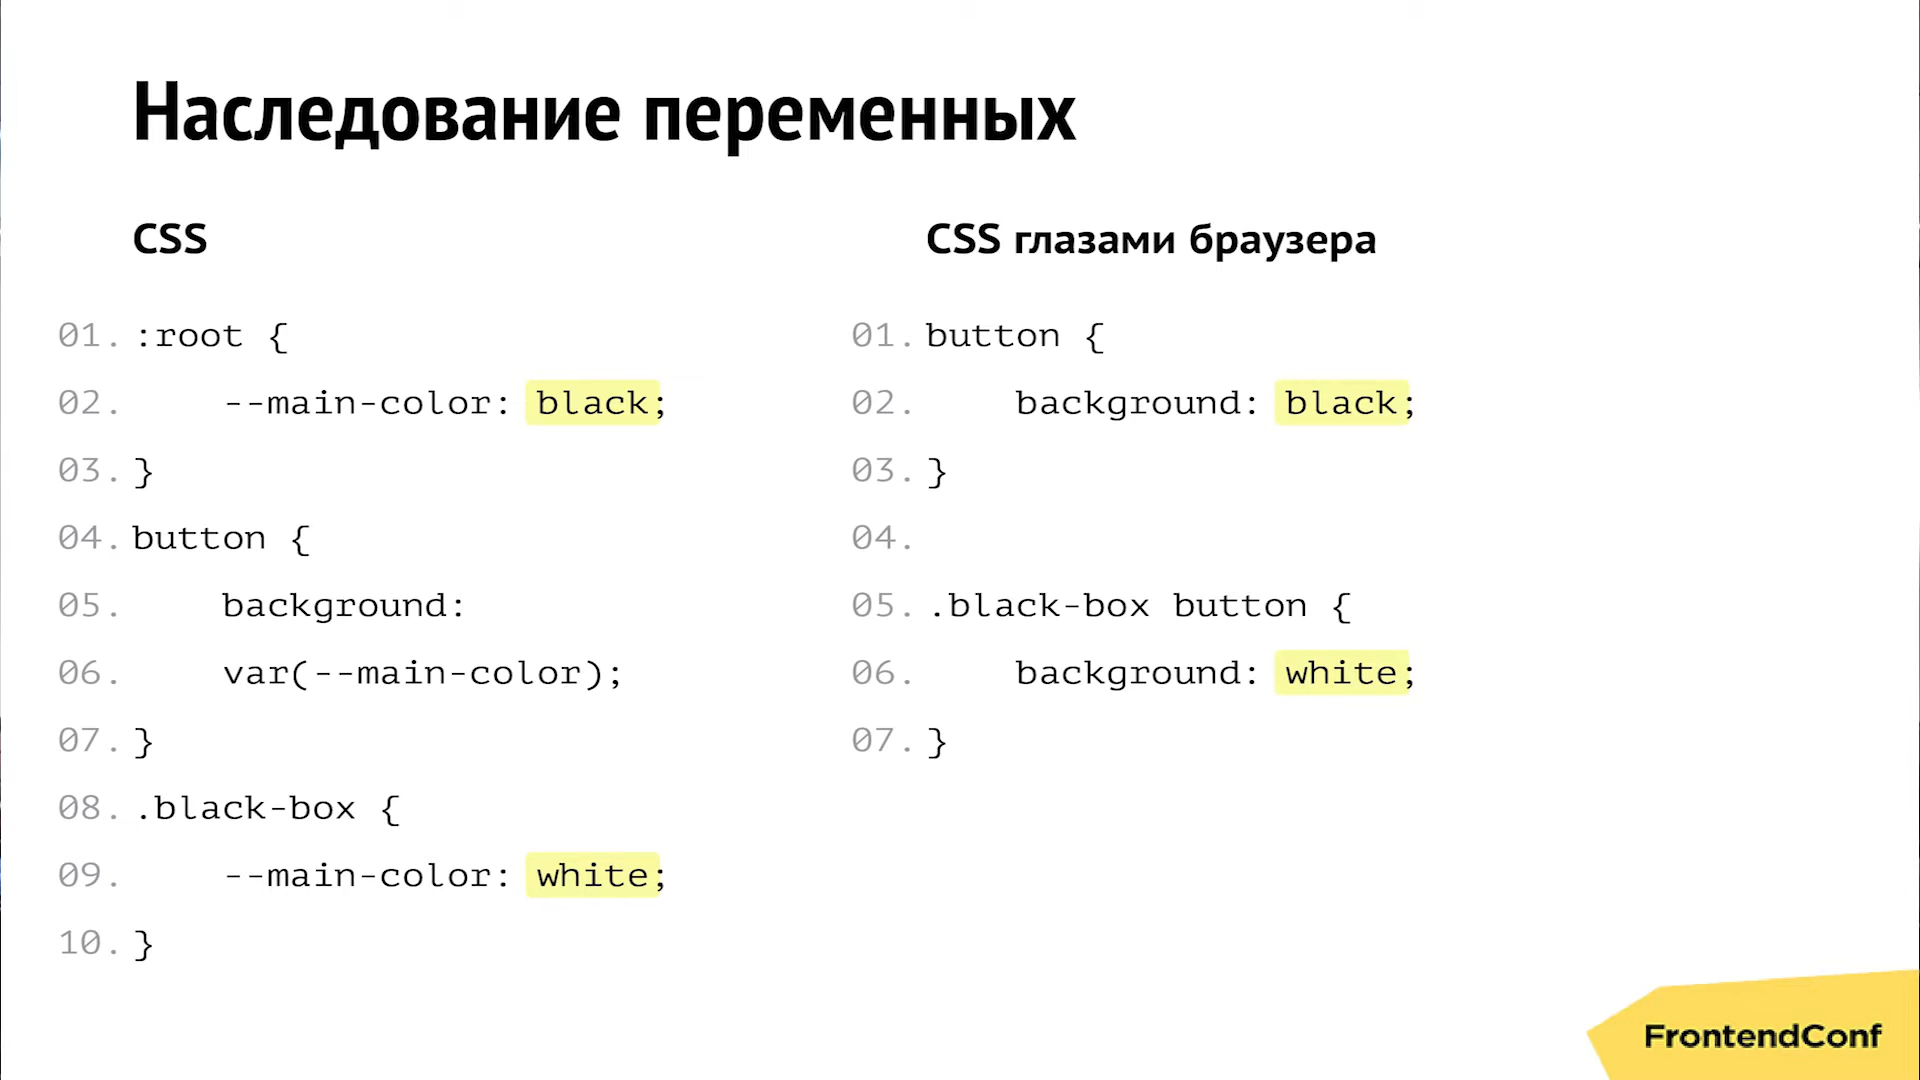 Наследование переменных
CSS
01. :root {
02.     --main-color: black;
03. }
04. button {
05.     background:
06.     var(--main-color);
07. }
08. .black-box {
09.     --main-color: white;
10. }
CSS глазами браузера
01. button {
02.     background: black;
03. }
04.
05. .black-box button {
06.     background: white;
07. }
FrontendConf